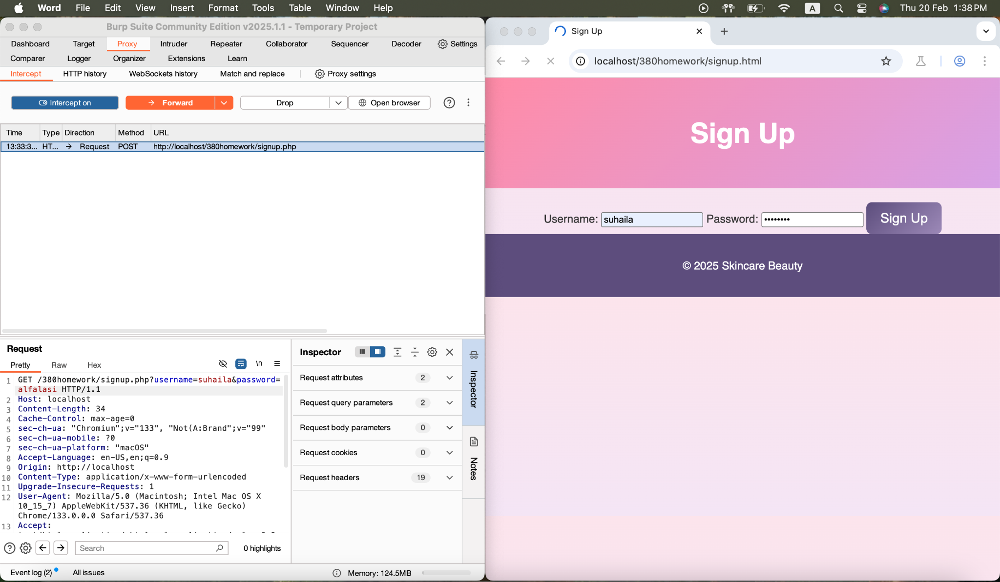 Word File Edit View Insert Format Tools Table Window Help A Thu 20 Feb 1:38 PM
Burp Suite Community Edition v2025.1.1 - Temporary Project
Dashboard Target Proxy Intruder Repeater Collaborator Sequencer Decoder Settings
Comparer Logger Organizer Extensions Learn
Intercept HTTP history WebSockets history Match and replace Proxy settings
Intercept on Forward Drop Open browser
Time Type Direction Method URL
13:33:3... HT... → Request POST http://localhost/380homework/signup.php
Request
Pretty Raw Hex \n
1 GET /380homework/signup.php?username=suhaila&password=
alfalasi HTTP/1.1
2 Host: localhost
3 Content-Length: 34
4 Cache-Control: max-age=0
5 sec-ch-ua: "Chromium";v="133", "Not(A:Brand";v="99"
6 sec-ch-ua-mobile: ?0
7 sec-ch-ua-platform: "macOS"
8 Accept-Language: en-US,en;q=0.9
9 Origin: http://localhost
10 Content-Type: application/x-www-form-urlencoded
11 Upgrade-Insecure-Requests: 1
12 User-Agent: Mozilla/5.0 (Macintosh; Intel Mac OS X
10_15_7) AppleWebKit/537.36 (KHTML, like Gecko)
Chrome/133.0.0.0 Safari/537.36
13 Accept:
Search 0 highlights
Inspector
Request attributes 2
Request query parameters 2
Request body parameters 0
Request cookies 0
Request headers 19
Inspector
Notes
Event log (2) All issues Memory: 124.5MB
Sign Up
localhost/380homework/signup.html
Sign Up
Username: suhaila Password: •••••••• Sign Up
© 2025 Skincare Beauty